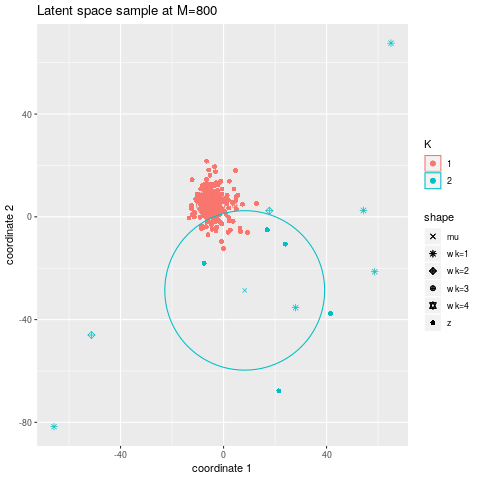 Latent space sample at M=800
40
0
-40
-80
-40
0
40
coordinate 1
coordinate 2
K
1
2
shape
mu
w k=1
w k=2
w k=3
w k=4
z